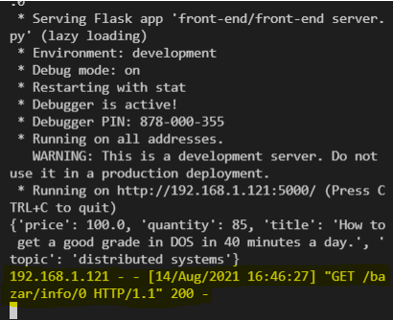 .0
 * Serving Flask app 'front-end/front-end server.
py' (lazy loading)
 * Environment: development
 * Debug mode: on
 * Restarting with stat
 * Debugger is active!
 * Debugger PIN: 878-000-355
 * Running on all addresses.
   WARNING: This is a development server. Do not
use it in a production deployment.
 * Running on http://192.168.1.121:5000/ (Press C
TRL+C to quit)
{'price': 100.0, 'quantity': 85, 'title': 'How to
 get a good grade in DOS in 40 minutes a day.', '
topic': 'distributed systems'}
192.168.1.121 - - [14/Aug/2021 16:46:27] "GET /ba
zar/info/0 HTTP/1.1" 200 -